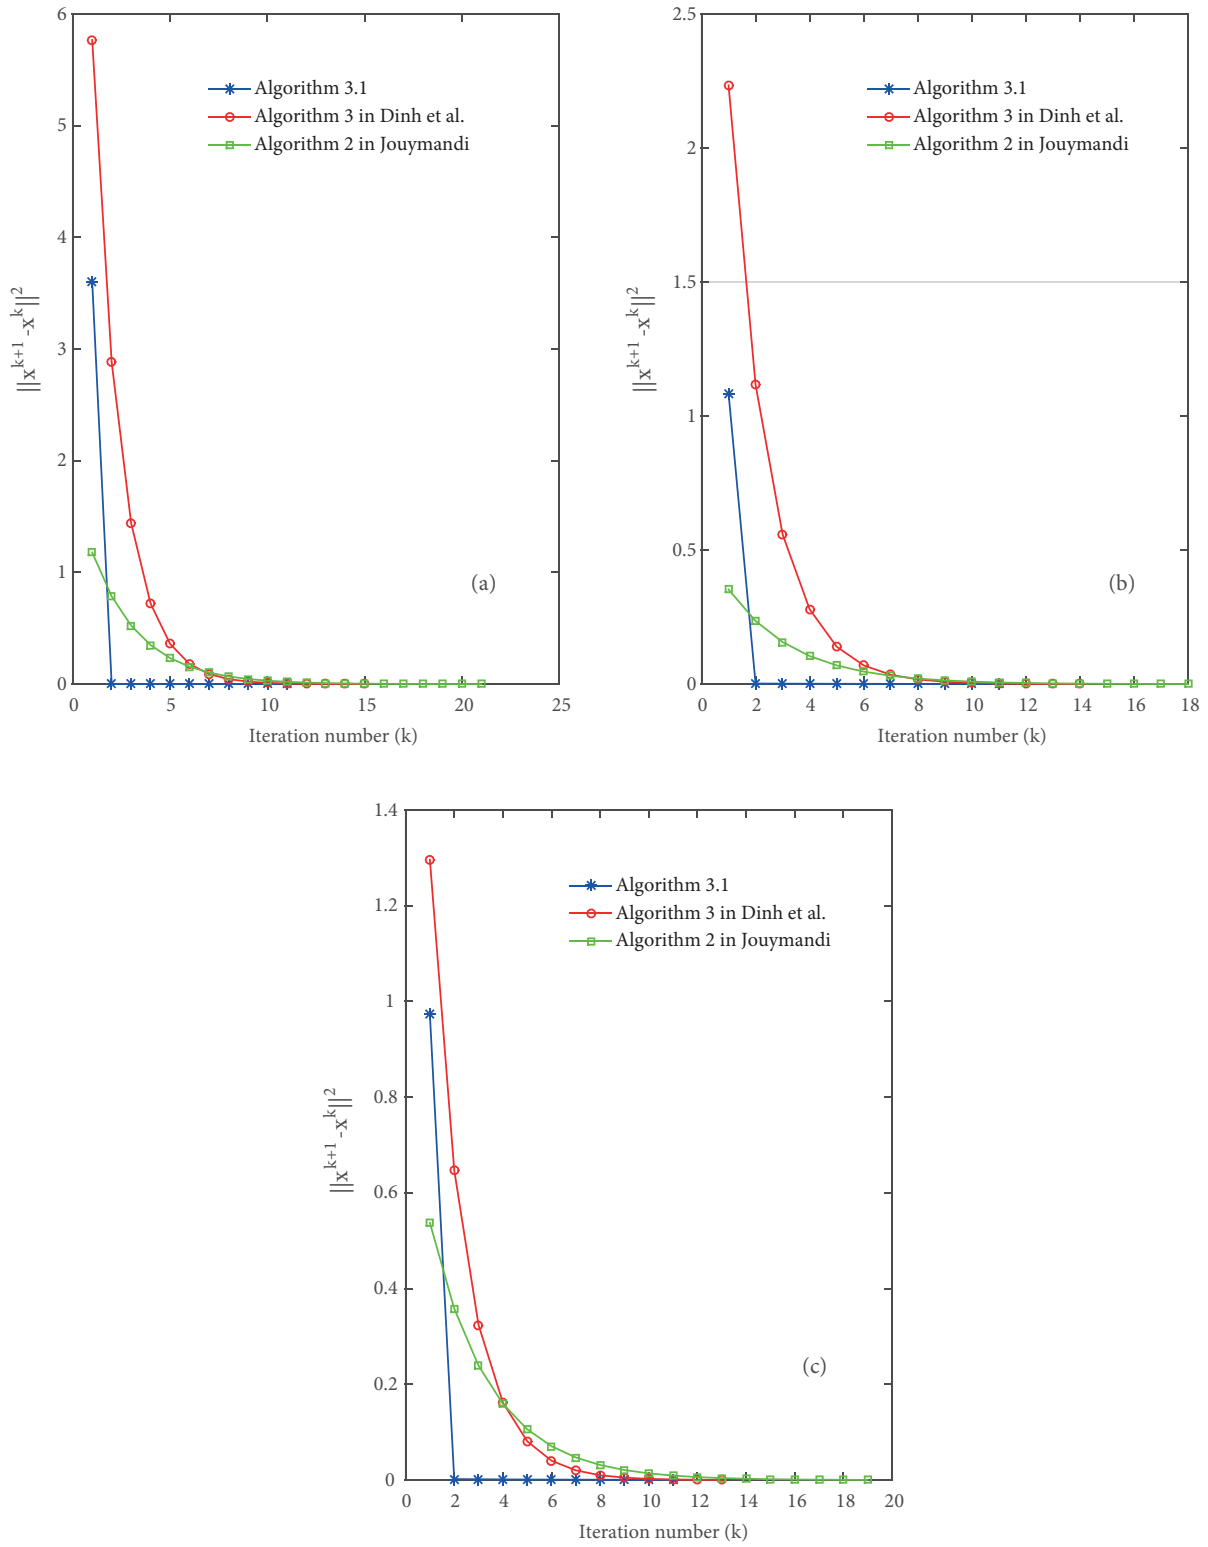 6
5
4
3
2
1
0
0 5 10 15 20 25
||x^{k+1} -x^k||^2
Iteration number (k)
Algorithm 3.1
Algorithm 3 in Dinh et al.
Algorithm 2 in Jouymandi
(a)
2.5
2
1.5
1
0.5
0
0 2 4 6 8 10 12 14 16 18
||x^{k+1} -x^k||^2
Iteration number (k)
Algorithm 3.1
Algorithm 3 in Dinh et al.
Algorithm 2 in Jouymandi
(b)
1.4
1.2
1
0.8
0.6
0.4
0.2
0
0 2 4 6 8 10 12 14 16 18 20
||x^{k+1} -x^k||^2
Iteration number (k)
Algorithm 3.1
Algorithm 3 in Dinh et al.
Algorithm 2 in Jouymandi
(c)